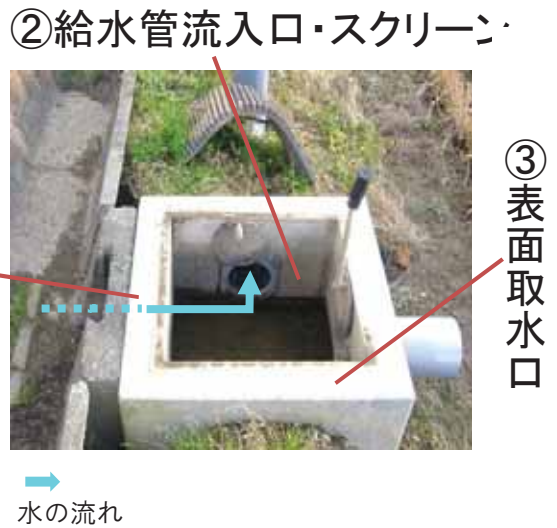 ②給水管流入口・スクリーン
③表面取水口
水の流れ